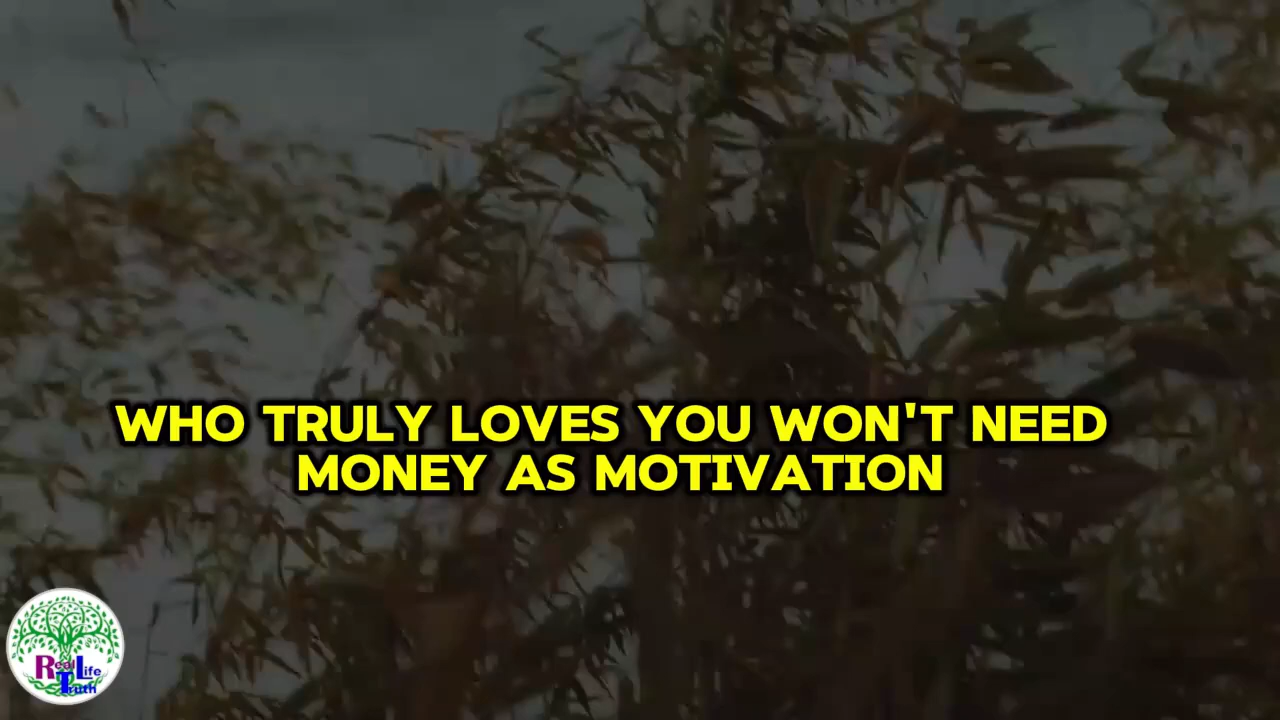 WHO TRULY LOVES YOU WON'T NEED
MONEY AS MOTIVATION
Real Life
Truth